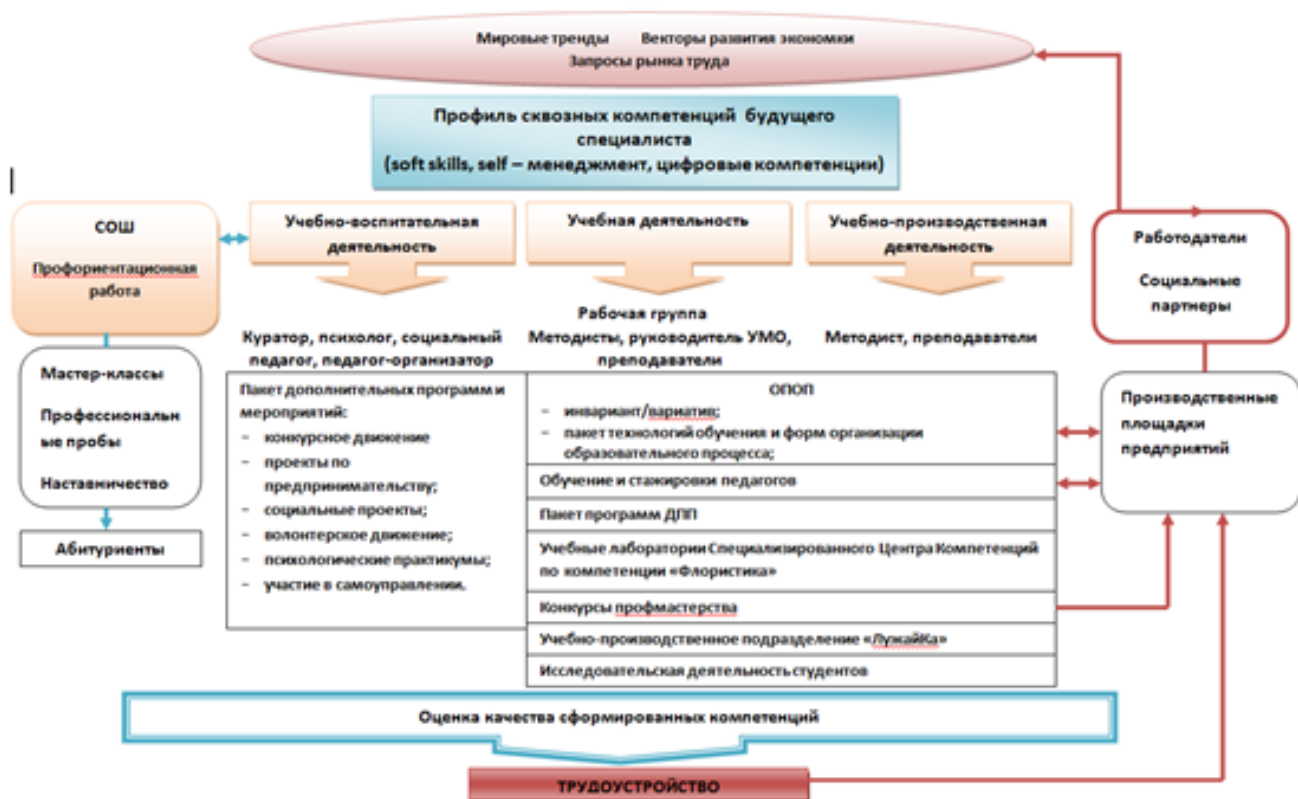 Мировые тренды Векторы развития экономки
Запросы рынка труда
Профиль сквозных компетенций будущего
специалиста
(soft skills, self – менеджмент, цифровые компетенции)
СОШ
Профориентационная
работа
Учебно-воспитательная
деятельность
Учебная деятельность
Учебно-производственная
деятельность
Работодатели
Социальные
партнеры
Куратор, психолог, социальный
педагог, педагог-организатор
Рабочая группа
Методисты, руководитель УМО,
преподаватели
Методист, преподаватели
Мастер-классы
Профессиональн
ые пробы
Наставничество
Абитуриенты
Пакет дополнительных программ и
мероприятий:
– конкурсное движение
– проекты по
предпринимательству;
– социальные проекты;
– волонтерское движение;
– психологические практикумы;
– участие в самоуправлении.
ОПОП
– инвариант/вариатив;
– пакет технологий обучения и форм организации
образовательного процесса;
Обучение и стажировки педагогов
Пакет программ ДПП
Учебные лаборатории Специализированного Центра Компетенций
по компетенции «Флористика»
Конкурсы профмастерства
Учебно-производственное подразделение «ЛужайКа»
Исследовательская деятельность студентов
Производственные
площадки
предприятий
Оценка качества сформированных компетенций
ТРУДОУСТРОЙСТВО